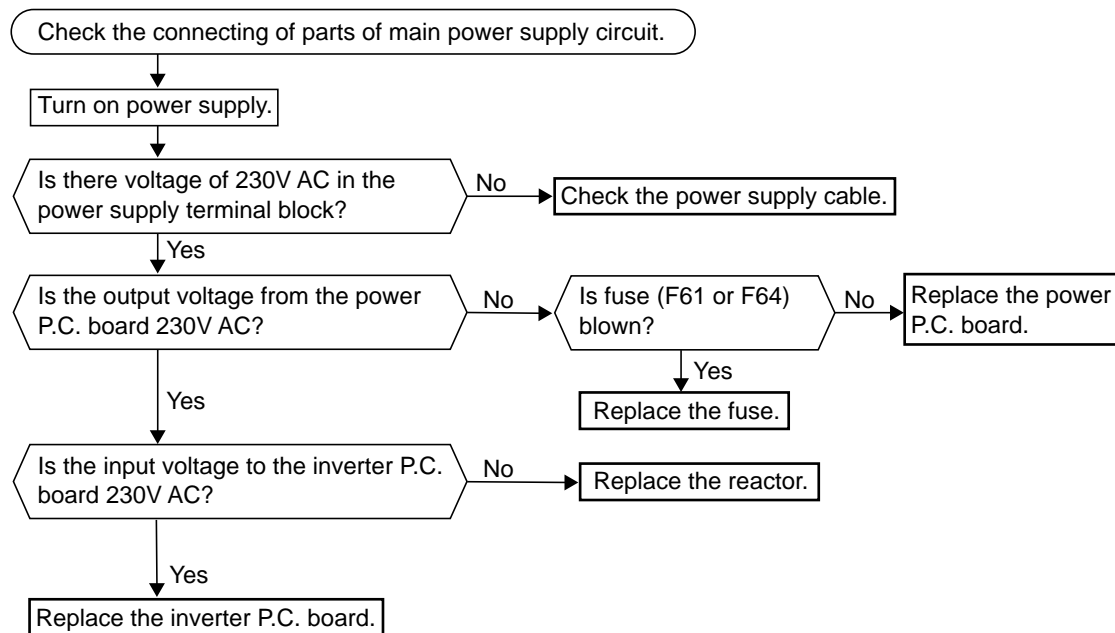 Check the connecting of parts of main power supply circuit.
Turn on power supply.
Is there voltage of 230V AC in the
power supply terminal block?
No
Check the power supply cable.
Yes
Is the output voltage from the power
P.C. board 230V AC?
No
Is fuse (F61 or F64)
blown?
No
Replace the power
P.C. board.
Yes
Replace the fuse.
Yes
Is the input voltage to the inverter P.C.
board 230V AC?
No
Replace the reactor.
Yes
Replace the inverter P.C. board.